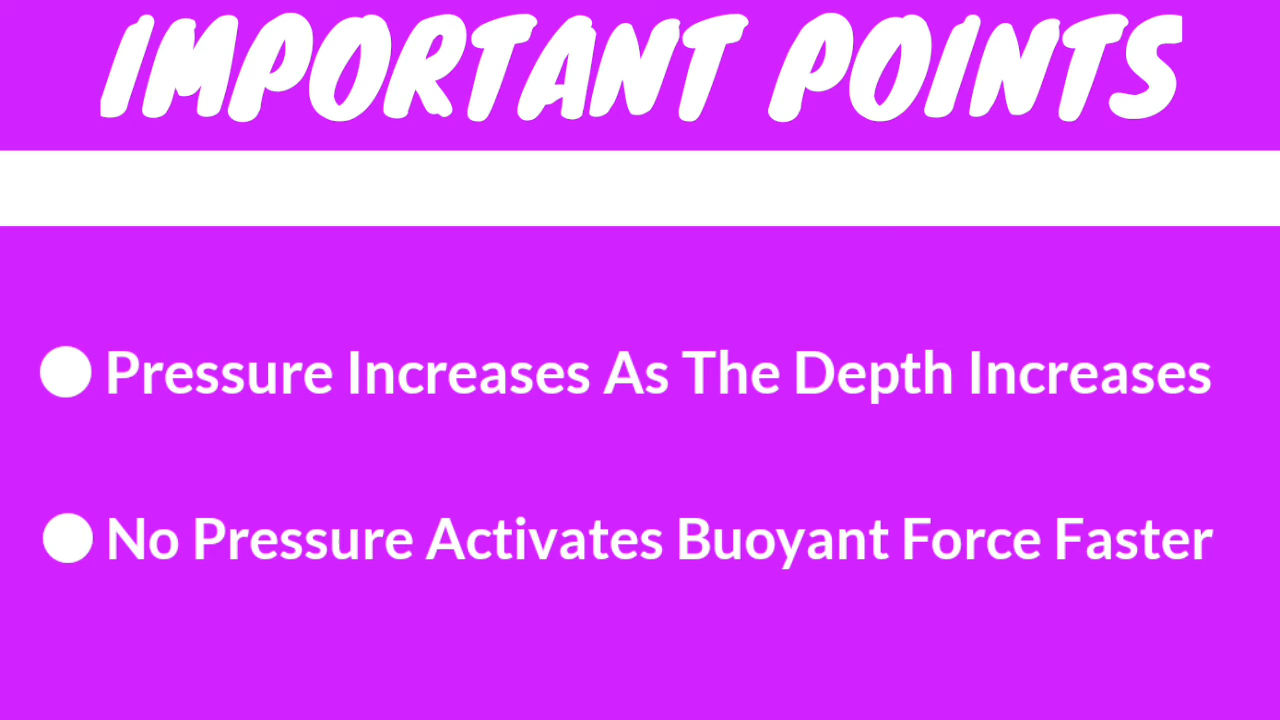 IMPORTANT POINTS
Pressure Increases As The Depth Increases
No Pressure Activates Buoyant Force Faster